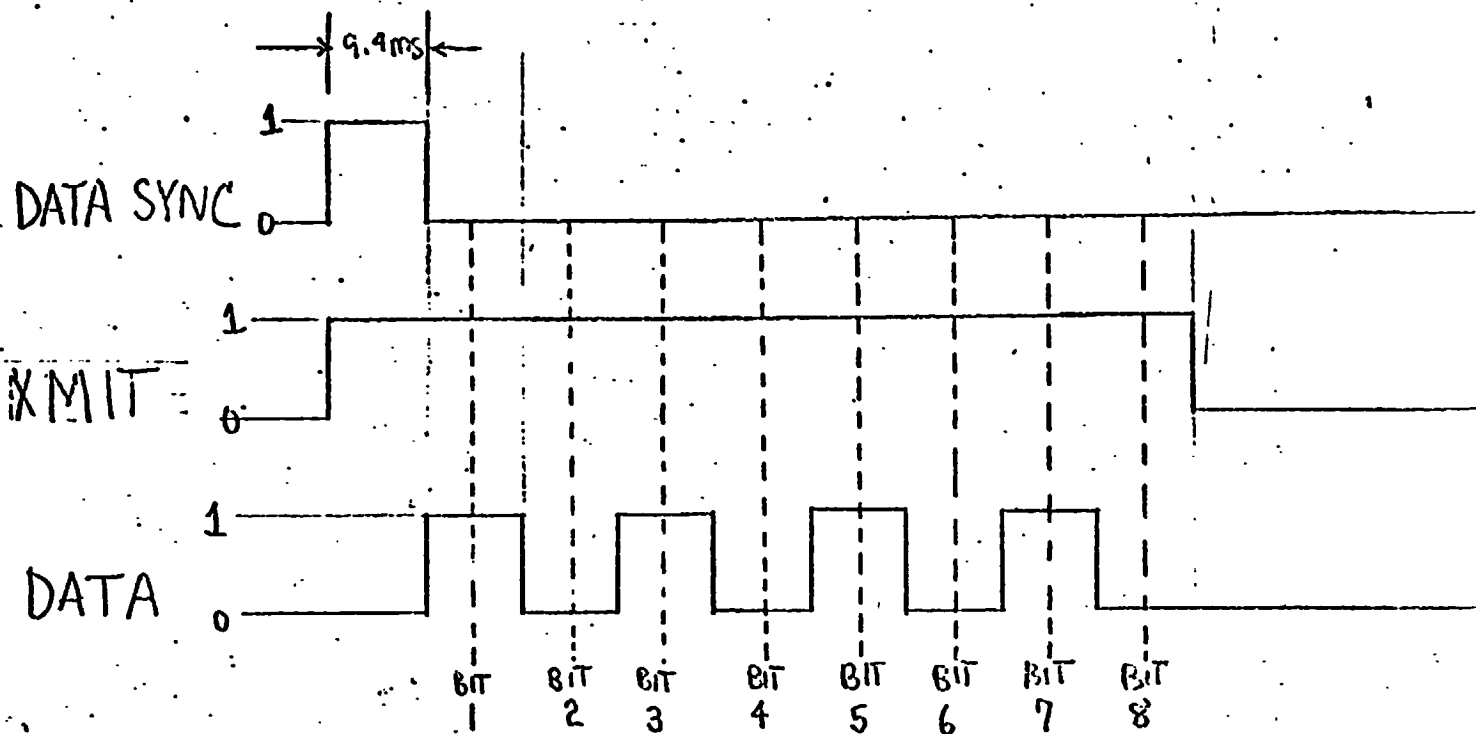 9.4ms
1
DATA SYNC
0
1
XMIT
0
1
DATA
0
BIT 1
BIT 2
BIT 3
BIT 4
BIT 5
BIT 6
BIT 7
BIT 8